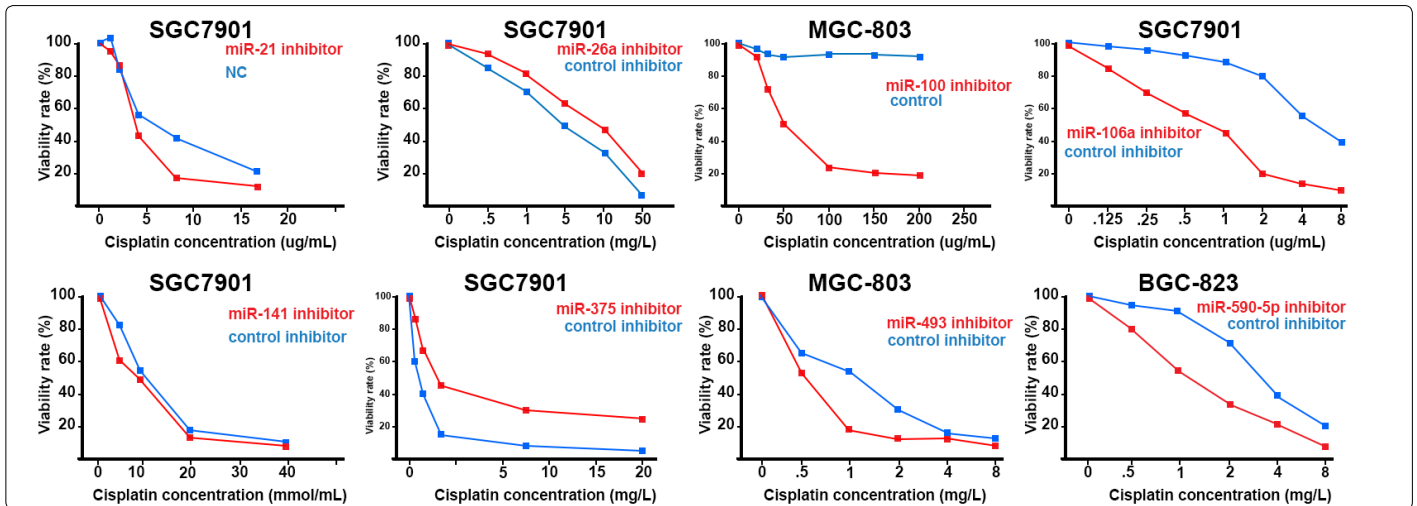 SGC7901
miR-21 inhibitor
NC
Viability rate (%)
100
80
60
40
20
0 5 10 15 20
Cisplatin concentration (ug/mL)
SGC7901
miR-26a inhibitor
control inhibitor
Viability rate (%)
100
80
60
40
20
0 .5 1 5 10 50
Cisplatin concentration (mg/L)
MGC-803
miR-100 inhibitor
control
Viability rate (%)
100
80
60
40
20
0 50 100 150 200 250
Cisplatin concentration (ug/mL)
SGC7901
miR-106a inhibitor
control inhibitor
Viability rate (%)
100
80
60
40
20
0 .125 .25 .5 1 2 4 8
Cisplatin concentration (ug/mL)
SGC7901
miR-141 inhibitor
control inhibitor
Viability rate (%)
100
80
60
40
20
0 10 20 30 40
Cisplatin concentration (mmol/mL)
SGC7901
miR-375 inhibitor
control inhibitor
Viability rate (%)
100
80
60
40
20
0 5 10 15 20
Cisplatin concentration (mg/L)
MGC-803
miR-493 inhibitor
control inhibitor
Viability rate (%)
100
80
60
40
20
0 .5 1 2 4 8
Cisplatin concentration (mg/L)
BGC-823
miR-590-5p inhibitor
control inhibitor
Viability rate (%)
100
80
60
40
20
0 .5 1 2 4 8
Cisplatin concentration (mg/L)